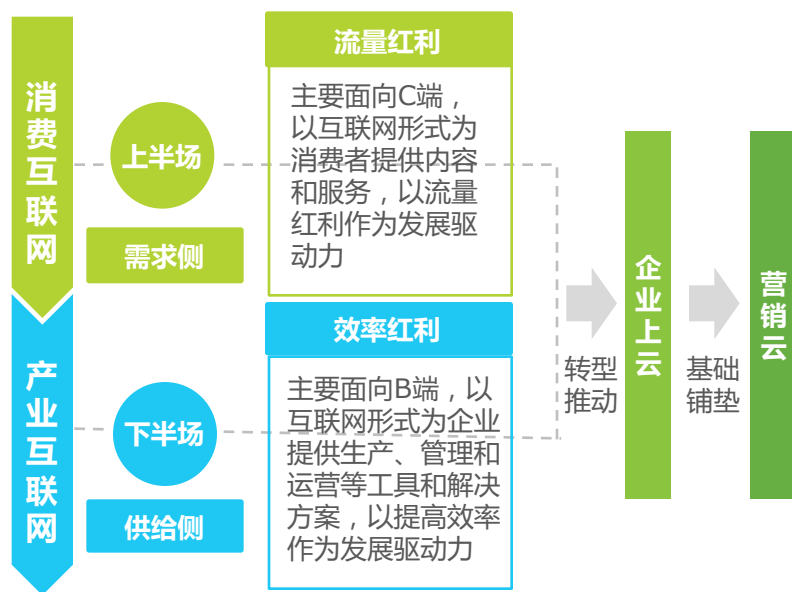 消费互联网
上半场
需求侧
流量红利
主要面向C端，
以互联网形式为
消费者提供内容
和服务，以流量
红利作为发展驱
动力
产业互联网
下半场
供给侧
效率红利
主要面向B端，以
互联网形式为企业
提供生产、管理和
运营等工具和解决
方案，以提高效率
作为发展驱动力
转型
推动
企业上云
基础
铺垫
营销云